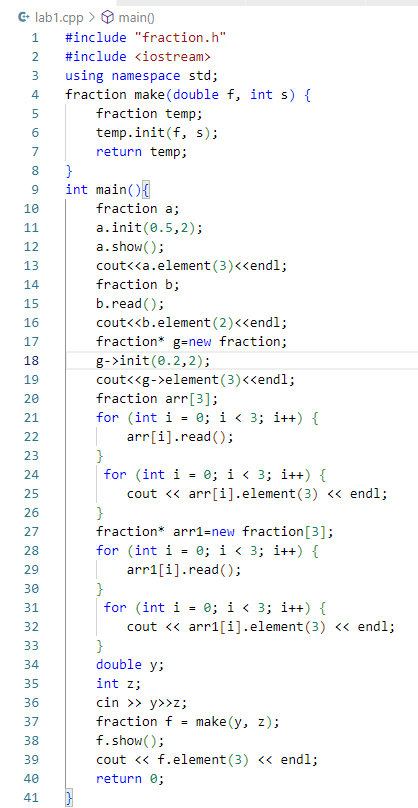 lab1.cpp > main()
1 #include "fraction.h"
2 #include <iostream>
3 using namespace std;
4 fraction make(double f, int s) {
5     fraction temp;
6     temp.init(f, s);
7     return temp;
8 }
9 int main(){
10     fraction a;
11     a.init(0.5,2);
12     a.show();
13     cout<<a.element(3)<<endl;
14     fraction b;
15     b.read();
16     cout<<b.element(2)<<endl;
17     fraction* g=new fraction;
18     g->init(0.2,2);
19     cout<<g->element(3)<<endl;
20     fraction arr[3];
21     for (int i = 0; i < 3; i++) {
22         arr[i].read();
23     }
24      for (int i = 0; i < 3; i++) {
25         cout << arr[i].element(3) << endl;
26     }
27     fraction* arr1=new fraction[3];
28     for (int i = 0; i < 3; i++) {
29         arr1[i].read();
30     }
31      for (int i = 0; i < 3; i++) {
32         cout << arr1[i].element(3) << endl;
33     }
34     double y;
35     int z;
36     cin >> y>>z;
37     fraction f = make(y, z);
38     f.show();
39     cout << f.element(3) << endl;
40     return 0;
41 }